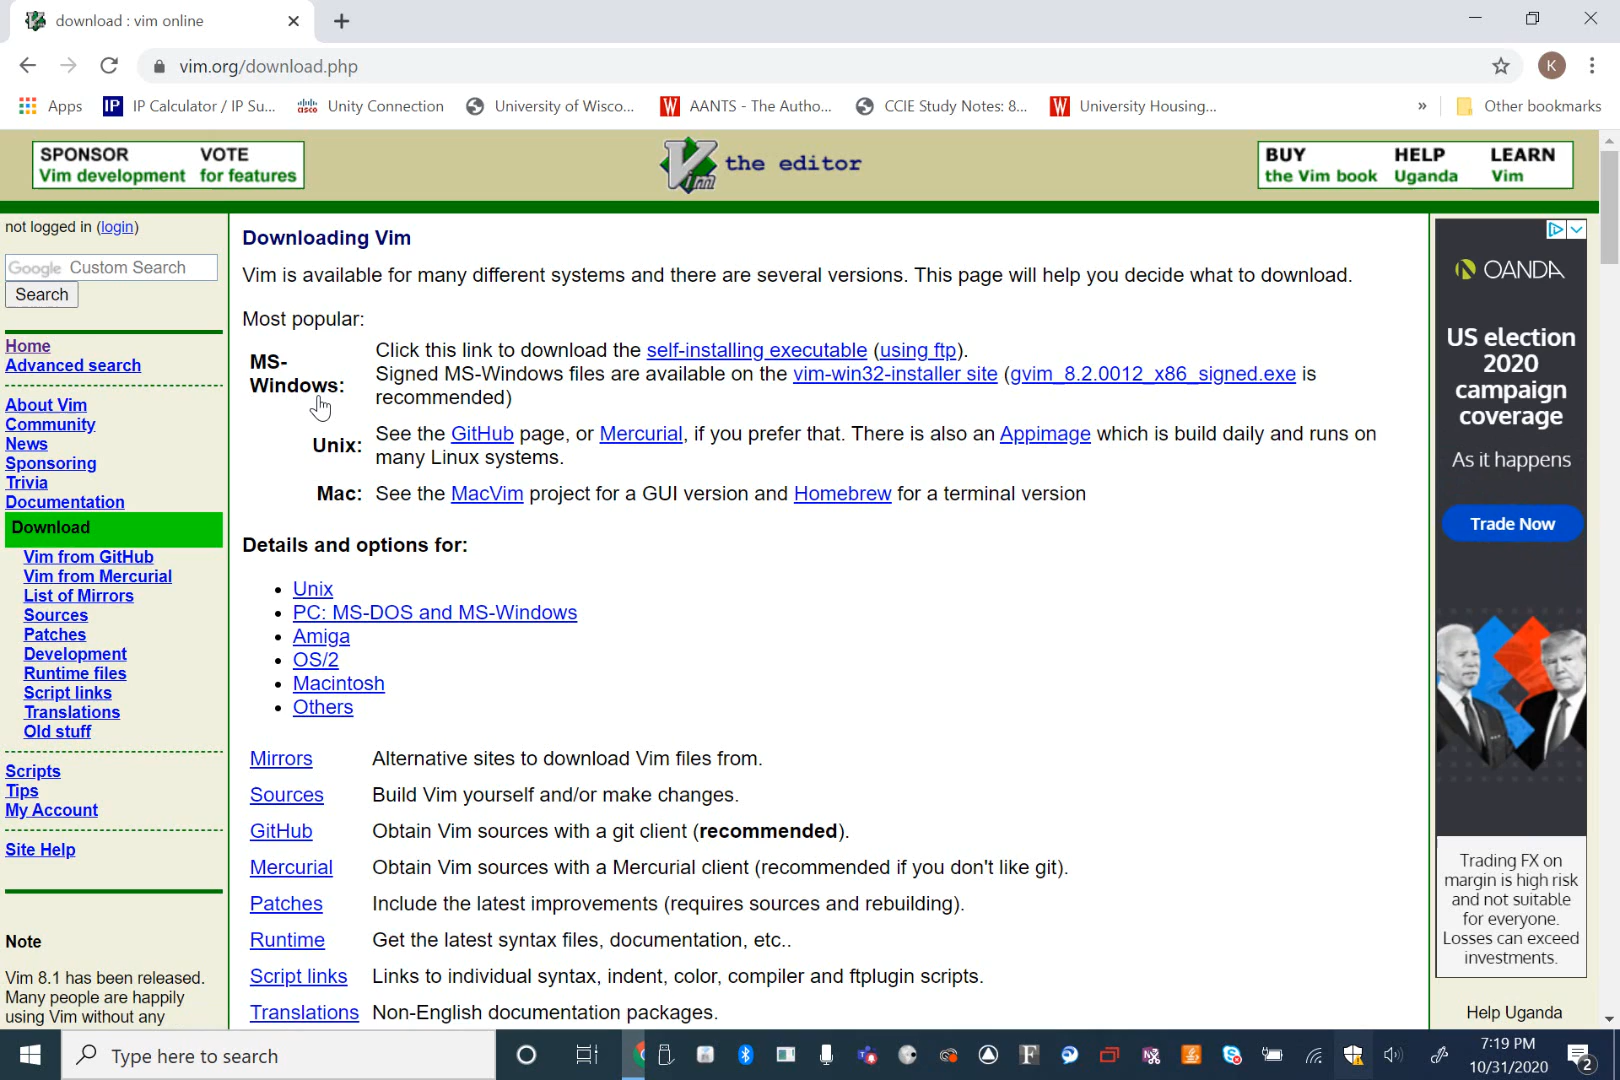 download : vim online
vim.org/download.php
K
Apps
IP
IP Calculator / IP Su...
cisco
Unity Connection
University of Wisco...
W
AANTS - The Autho...
CCIE Study Notes: 8...
W
University Housing...
»
Other bookmarks
SPONSOR VOTE
Vim development for features
Vim the editor
BUY HELP LEARN
the Vim book Uganda Vim
not logged in (login)
Google Custom Search
Search
Home
Advanced search
About Vim
Community
News
Sponsoring
Trivia
Documentation
Download
Vim from GitHub
Vim from Mercurial
List of Mirrors
Sources
Patches
Development
Runtime files
Script links
Translations
Old stuff
Scripts
Tips
My Account
Site Help
Note
Vim 8.1 has been released.
Many people are happily
using Vim without any
Downloading Vim
Vim is available for many different systems and there are several versions. This page will help you decide what to download.
Most popular:
MS-
Windows:
Click this link to download the self-installing executable (using ftp).
Signed MS-Windows files are available on the vim-win32-installer site (gvim_8.2.0012_x86_signed.exe is
recommended)
Unix:
See the GitHub page, or Mercurial, if you prefer that. There is also an Appimage which is build daily and runs on
many Linux systems.
Mac: See the MacVim project for a GUI version and Homebrew for a terminal version
Details and options for:
• Unix
• PC: MS-DOS and MS-Windows
• Amiga
• OS/2
• Macintosh
• Others
Mirrors Alternative sites to download Vim files from.
Sources Build Vim yourself and/or make changes.
GitHub Obtain Vim sources with a git client (recommended).
Mercurial Obtain Vim sources with a Mercurial client (recommended if you don't like git).
Patches Include the latest improvements (requires sources and rebuilding).
Runtime Get the latest syntax files, documentation, etc..
Script links Links to individual syntax, indent, color, compiler and ftplugin scripts.
Translations Non-English documentation packages.
OANDA
US election
2020
campaign
coverage
As it happens
Trade Now
Trading FX on
margin is high risk
and not suitable
for everyone.
Losses can exceed
investments.
Help Uganda
Type here to search
F
7:19 PM
10/31/2020
2